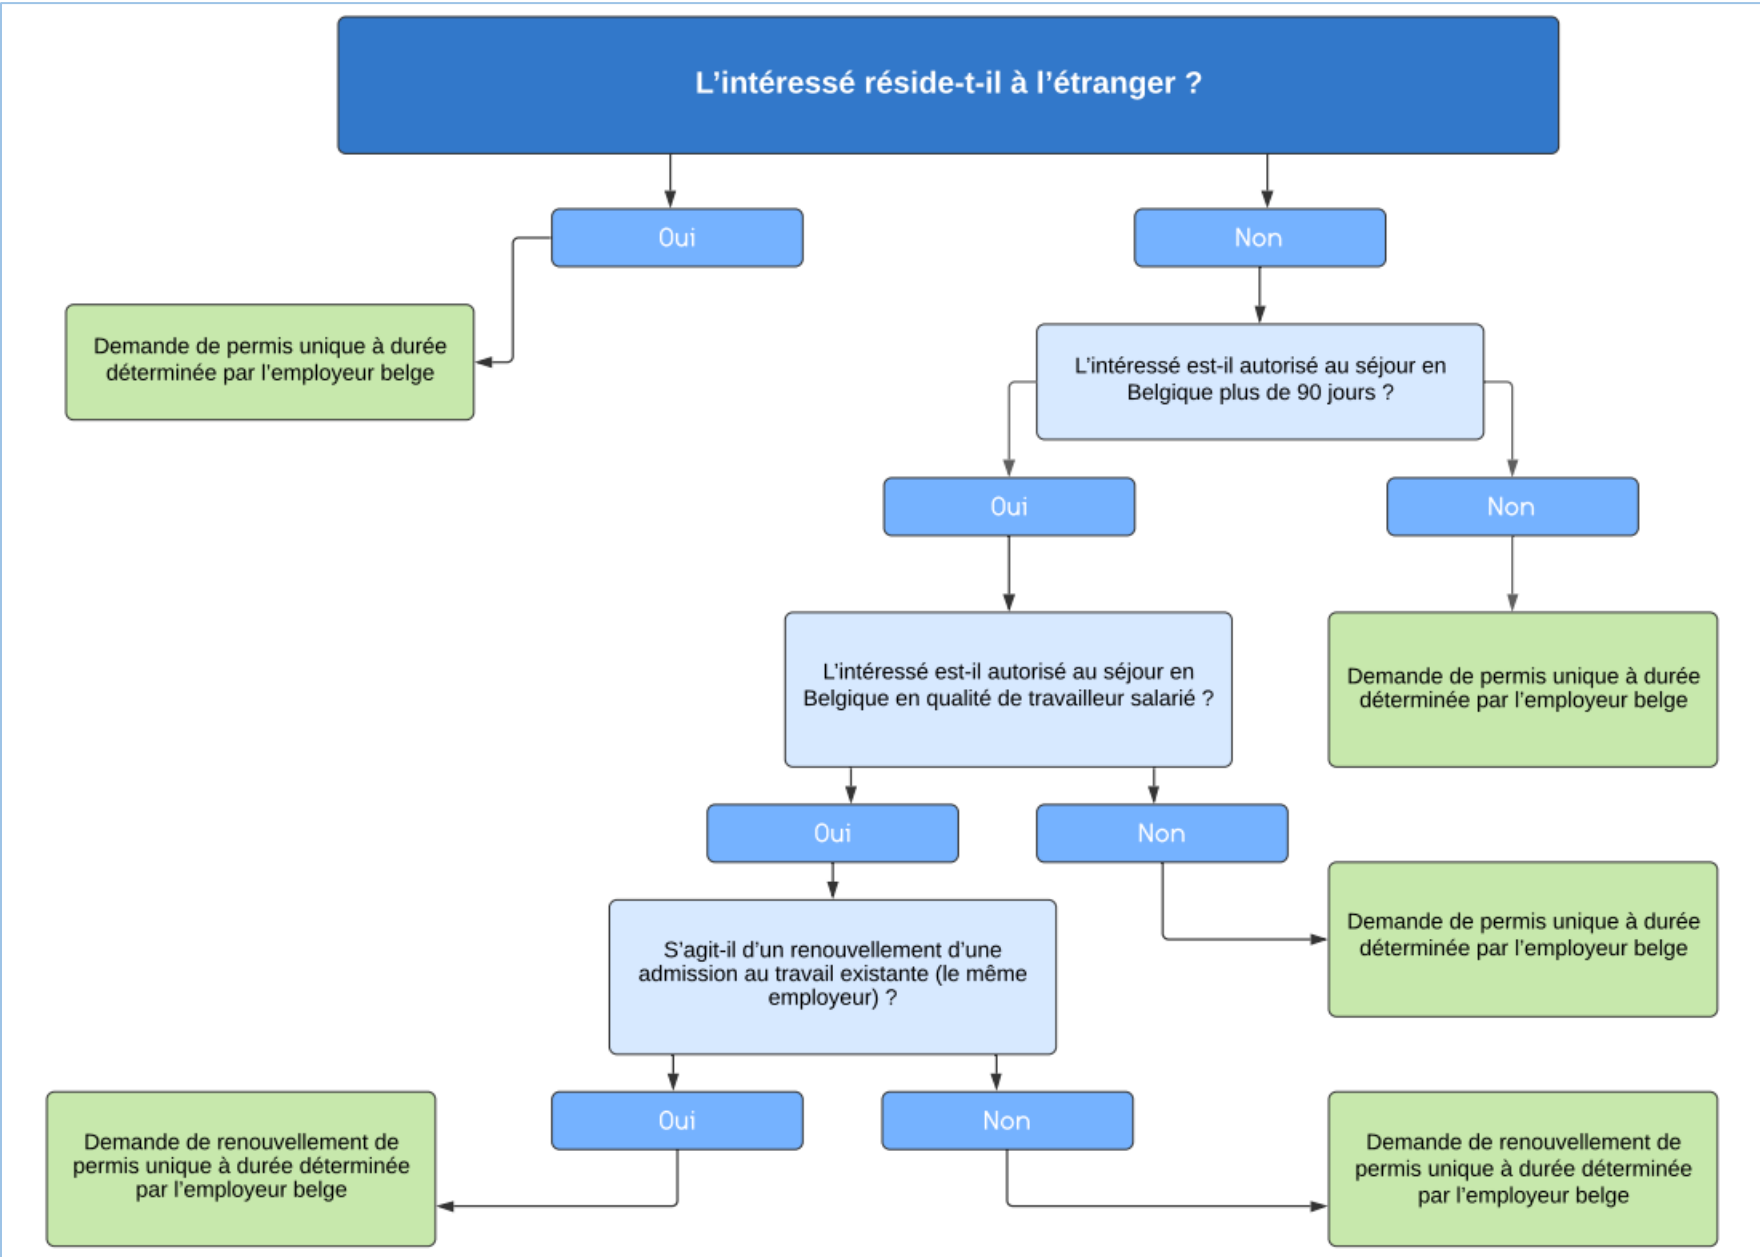 L’intéressé réside-t-il à l’étranger ?
Oui
Non
Demande de permis unique à durée
déterminée par l’employeur belge
L’intéressé est-il autorisé au séjour en
Belgique plus de 90 jours ?
Oui
Non
L’intéressé est-il autorisé au séjour en
Belgique en qualité de travailleur salarié ?
Demande de permis unique à durée
déterminée par l’employeur belge
Oui
Non
Demande de permis unique à durée
déterminée par l’employeur belge
S’agit-il d’un renouvellement d’une
admission au travail existante (le même
employeur) ?
Oui
Non
Demande de renouvellement de
permis unique à durée déterminée
par l’employeur belge
Demande de renouvellement de
permis unique à durée déterminée
par l’employeur belge